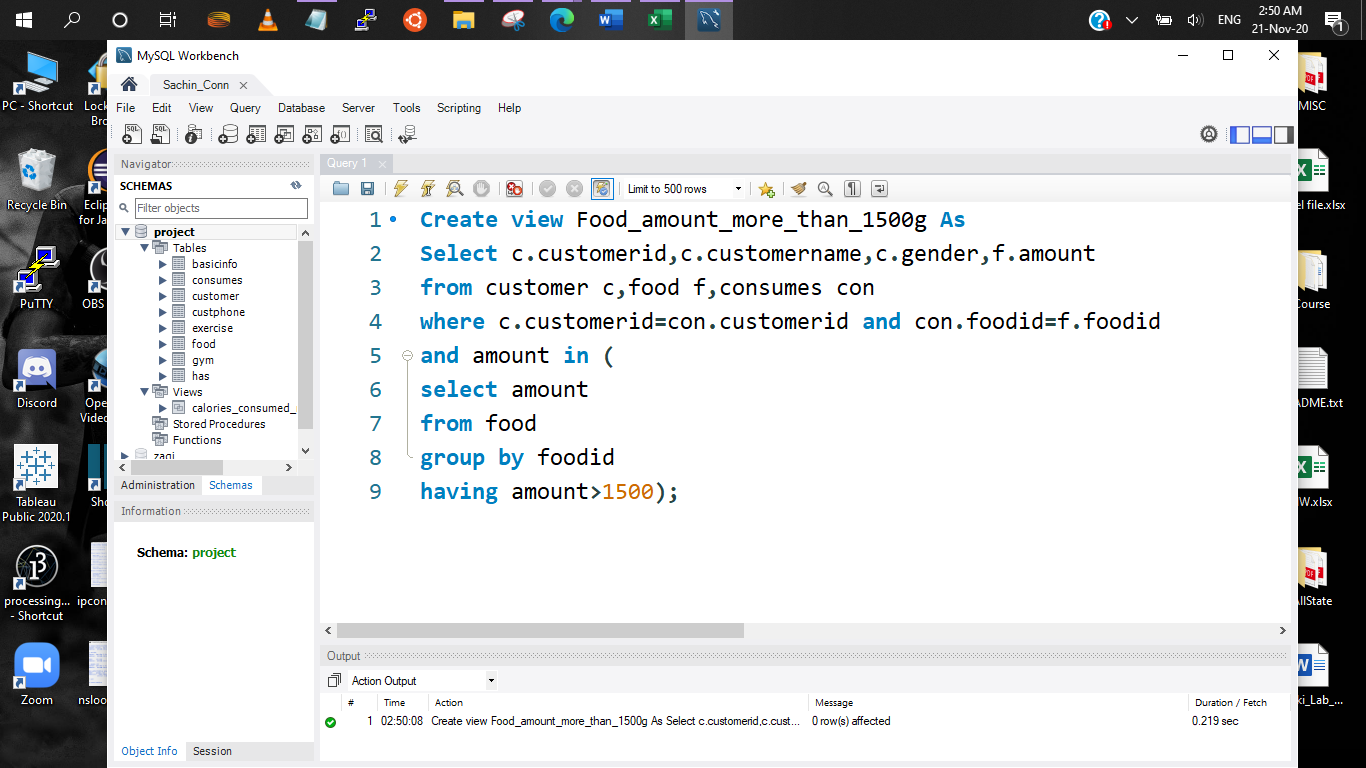 ENG
2:50 AM
21-Nov-20
1
MySQL Workbench
Sachin_Conn
File Edit View Query Database Server Tools Scripting Help
Navigator
SCHEMAS
Filter objects
project
Tables
basicinfo
consumes
customer
custphone
exercise
food
gym
has
Views
calories_consumed_
Stored Procedures
Functions
zagi
Administration Schemas
Information
Schema: project
Object Info Session
Query 1
Limit to 500 rows
1 Create view Food_amount_more_than_1500g As
2 Select c.customerid,c.customername,c.gender,f.amount
3 from customer c,food f,consumes con
4 where c.customerid=con.customerid and con.foodid=f.foodid
5 and amount in (
6 select amount
7 from food
8 group by foodid
9 having amount>1500);
Output
Action Output
# Time Action Message Duration / Fetch
1 02:50:08 Create view Food_amount_more_than_1500g As Select c.customerid,c.cust... 0 row(s) affected 0.219 sec
PC - Shortcut
Recycle Bin
PuTTY
Discord
Tableau
Public 2020.1
processing...
- Shortcut
Zoom
Lock
Bro
Eclip
for Ja
OBS
Ope
Video
Sho
ipcon
nsloo
MISC
el file.xlsx
Course
ADME.txt
W.xlsx
AllState
ki_Lab_...